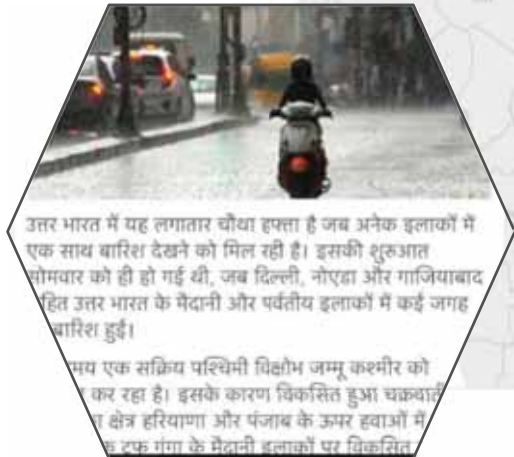 उत्तर भारत में यह लगातार चौथा हफ्ता है जब अनेक इलाकों में
एक साथ बारिश देखने को मिल रही है। इसकी शुरुआत
सोमवार को ही हो गई थी, जब दिल्ली, नोएडा और गाजियाबाद
हित उत्तर भारत के मैदानी और पर्वतीय इलाकों में कई जगह
बारिश हुई।
मय एक सक्रिय पश्चिमी विक्षोभ जम्मू कश्मीर को
कर रहा है। इसके कारण विकसित हुआ चक्रवाती
क्षेत्र हरियाणा और पंजाब के ऊपर हवाओं में
ट्रफ गंगा के मैदानी इलाकों पर विकसित